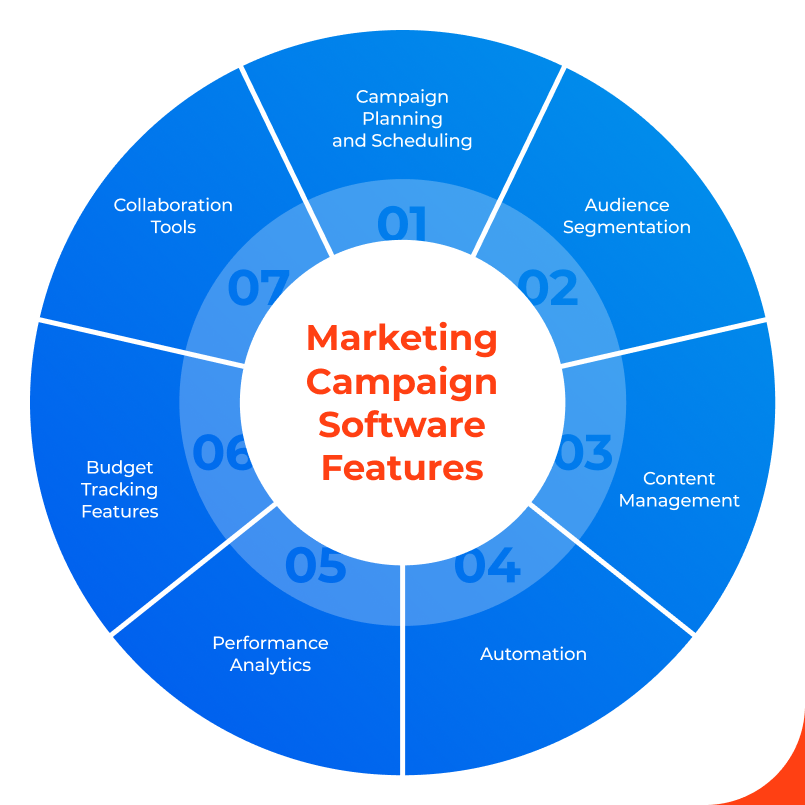 Marketing
Campaign
Software
Features
01
Campaign
Planning
and Scheduling
02
Audience
Segmentation
03
Content
Management
04
Automation
05
Performance
Analytics
06
Budget
Tracking
Features
07
Collaboration
Tools